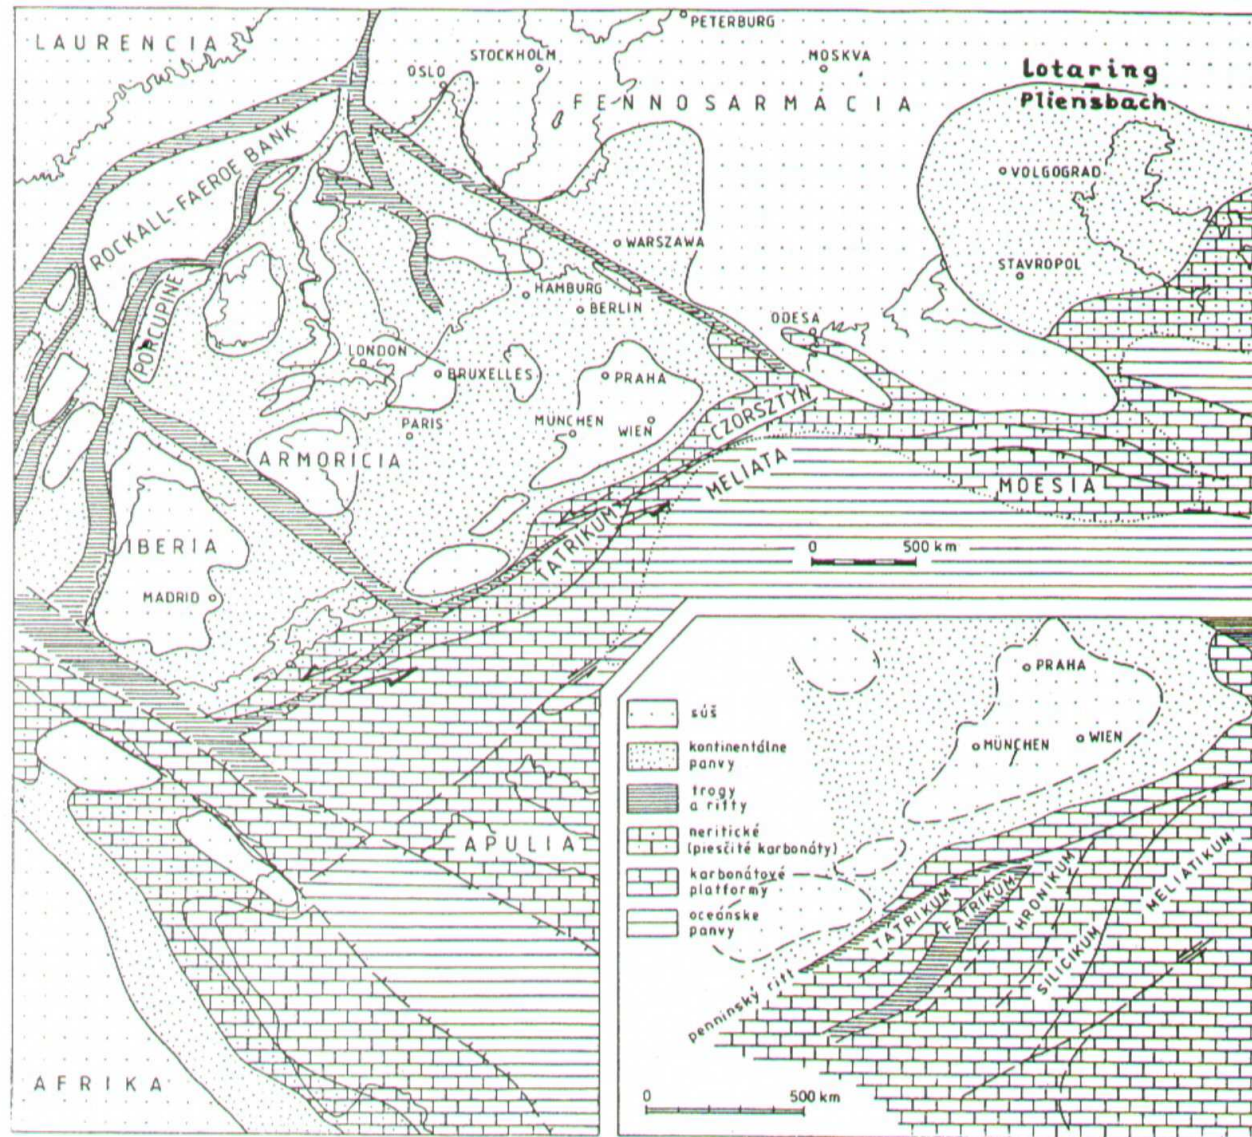 LAURENCIA
PETERBURG
STOCKHOLM
OSLO
MOSKVA
Lotaring
Pliensbach
FENNOSARMACIA
ROCKALL-FAEROE BANK
VOLGOGRAD
WARSZAWA
STAVROPOL
PORCUPINE
HAMBURG
BERLIN
ODESA
LONDON
BRUXELLES
PRAHA
PARIS
MÜNCHEN
WIEN
CZORSZTYN
ARMORICIA
MELIATA
MOESIA
TATRIKUM
IBERIA
0 500 km
MADRID
APULIA
AFRIKA
súš
kontinentálne
panvy
trogy
a rifty
neritické
(piesčité karbonáty)
karbonátové
platformy
oceánske
panvy
PRAHA
MÜNCHEN
WIEN
TATRIKUM
FATRIKUM
HRONIKUM
SILICIKUM
MELIATIKUM
penninský rift
0 500 km